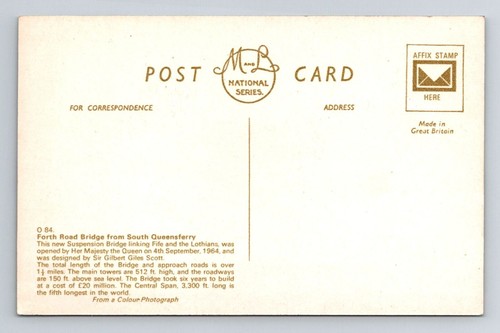 POST M AND L CARD
NATIONAL
SERIES.
AFFIX STAMP
HERE
FOR CORRESPONDENCE
ADDRESS
Made in
Great Britain
O 84.
Forth Road Bridge from South Queensferry
This new Suspension Bridge linking Fife and the Lothians, was
opened by Her Majesty the Queen on 4th September, 1964, and
was designed by Sir Gilbert Giles Scott.
The total length of the Bridge and approach roads is over
1½ miles. The main towers are 512 ft. high, and the roadways
are 150 ft. above sea level. The Bridge took six years to build
at a cost of £20 million. The Central Span, 3,300 ft. long is
the fifth longest in the world.
From a Colour Photograph